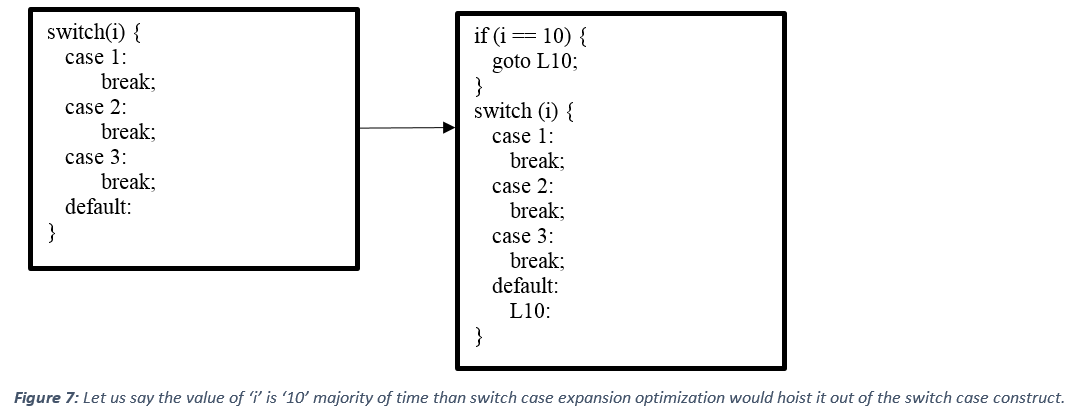 switch(i) {
case 1:
break;
case 2:
break;
case 3:
break;
default:
}
if (i == 10) {
goto L10;
}
switch (i) {
case 1:
break;
case 2:
break;
case 3:
break;
default:
L10:
}
Figure 7: Let us say the value of ‘i’ is ‘10’ majority of time than switch case expansion optimization would hoist it out of the switch case construct.